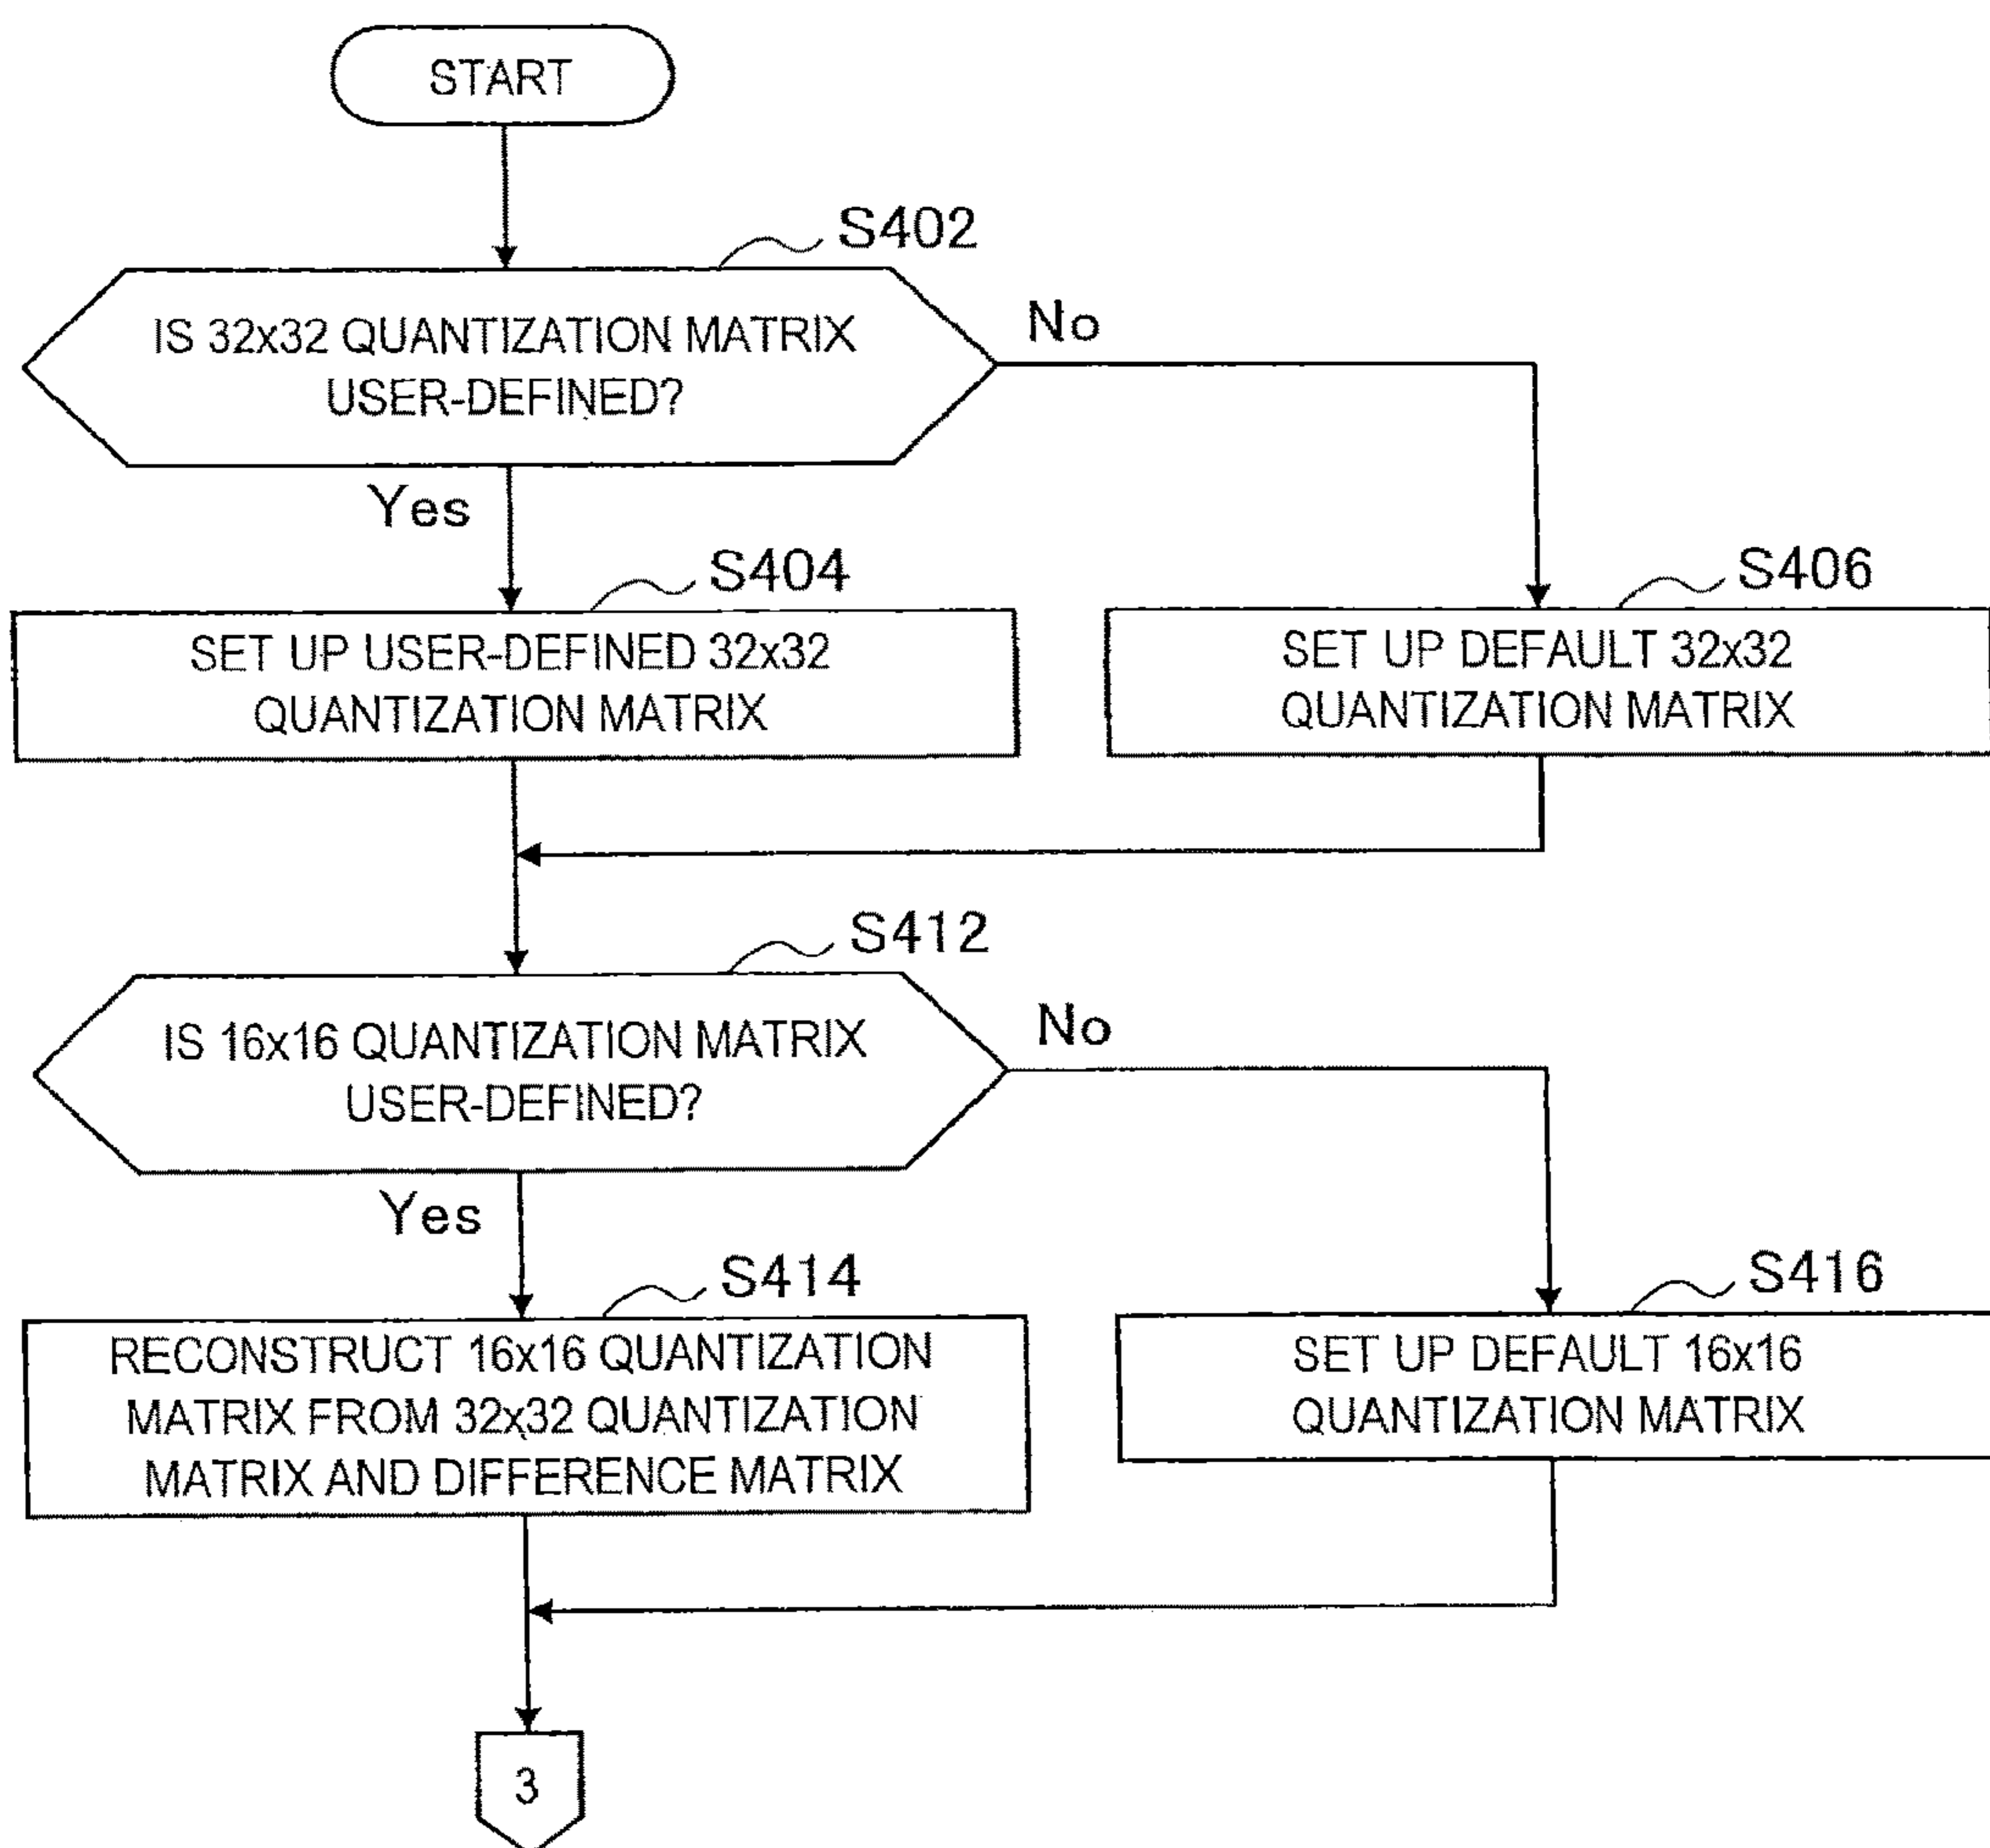 START
S402
IS 32x32 QUANTIZATION MATRIX
USER-DEFINED?
No
Yes
S404
SET UP USER-DEFINED 32x32
QUANTIZATION MATRIX
S406
SET UP DEFAULT 32x32
QUANTIZATION MATRIX
S412
IS 16x16 QUANTIZATION MATRIX
USER-DEFINED?
No
Yes
S414
RECONSTRUCT 16x16 QUANTIZATION
MATRIX FROM 32x32 QUANTIZATION
MATRIX AND DIFFERENCE MATRIX
S416
SET UP DEFAULT 16x16
QUANTIZATION MATRIX
3